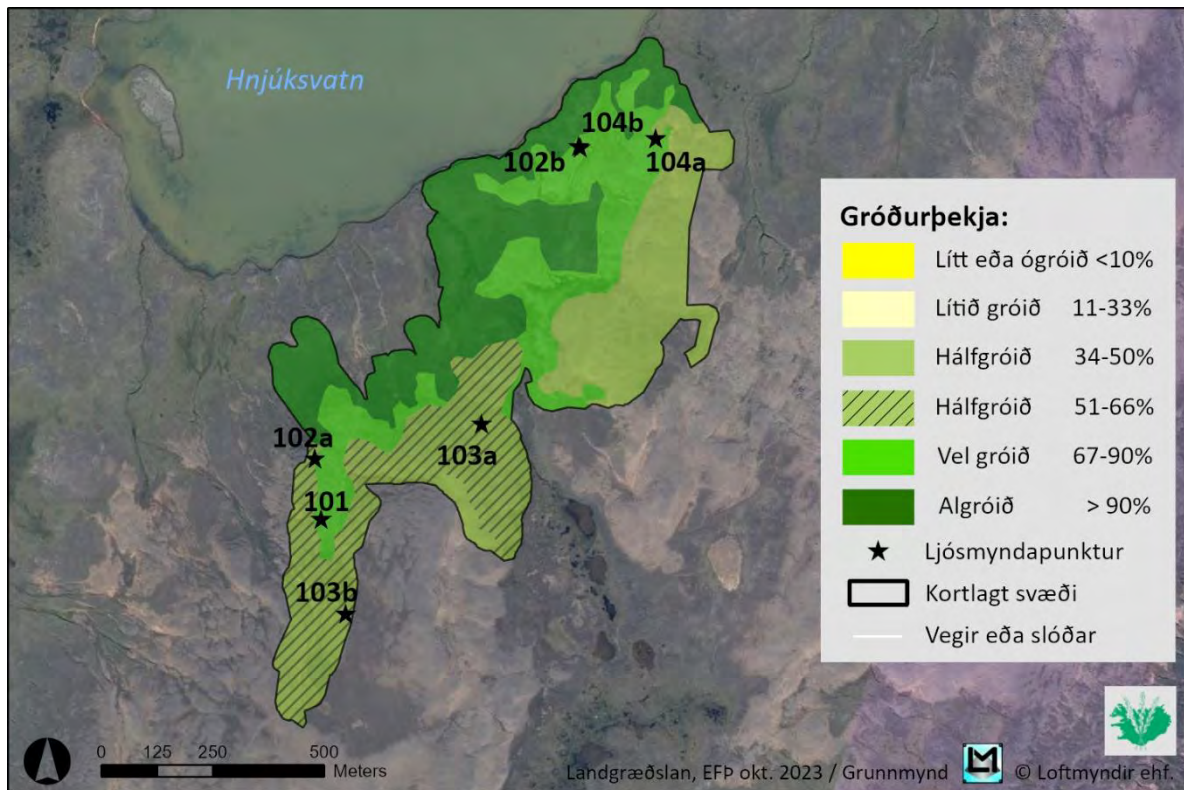 Hnjúksvatn
104b
102b
104a
102a
103a
101
103b
Gróðurþekja:
Lítt eða ógróið <10%
Lítið gróið 11-33%
Hálfgróið 34-50%
Hálfgróið 51-66%
Vel gróið 67-90%
Algróið > 90%
Ljósmyndapunktur
Kortlagt svæði
Vegir eða slóðar
0 125 250 500
Meters
Landgræðslan, EFÞ okt. 2023 / Grunnmynd LM © Loftmyndir ehf.